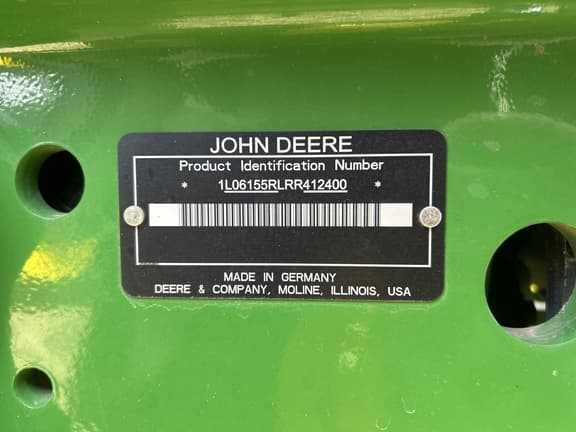 JOHN DEERE
Product Identification Number
* 1L06155RLRR412400 *
MADE IN GERMANY
DEERE & COMPANY, MOLINE, ILLINOIS, USA